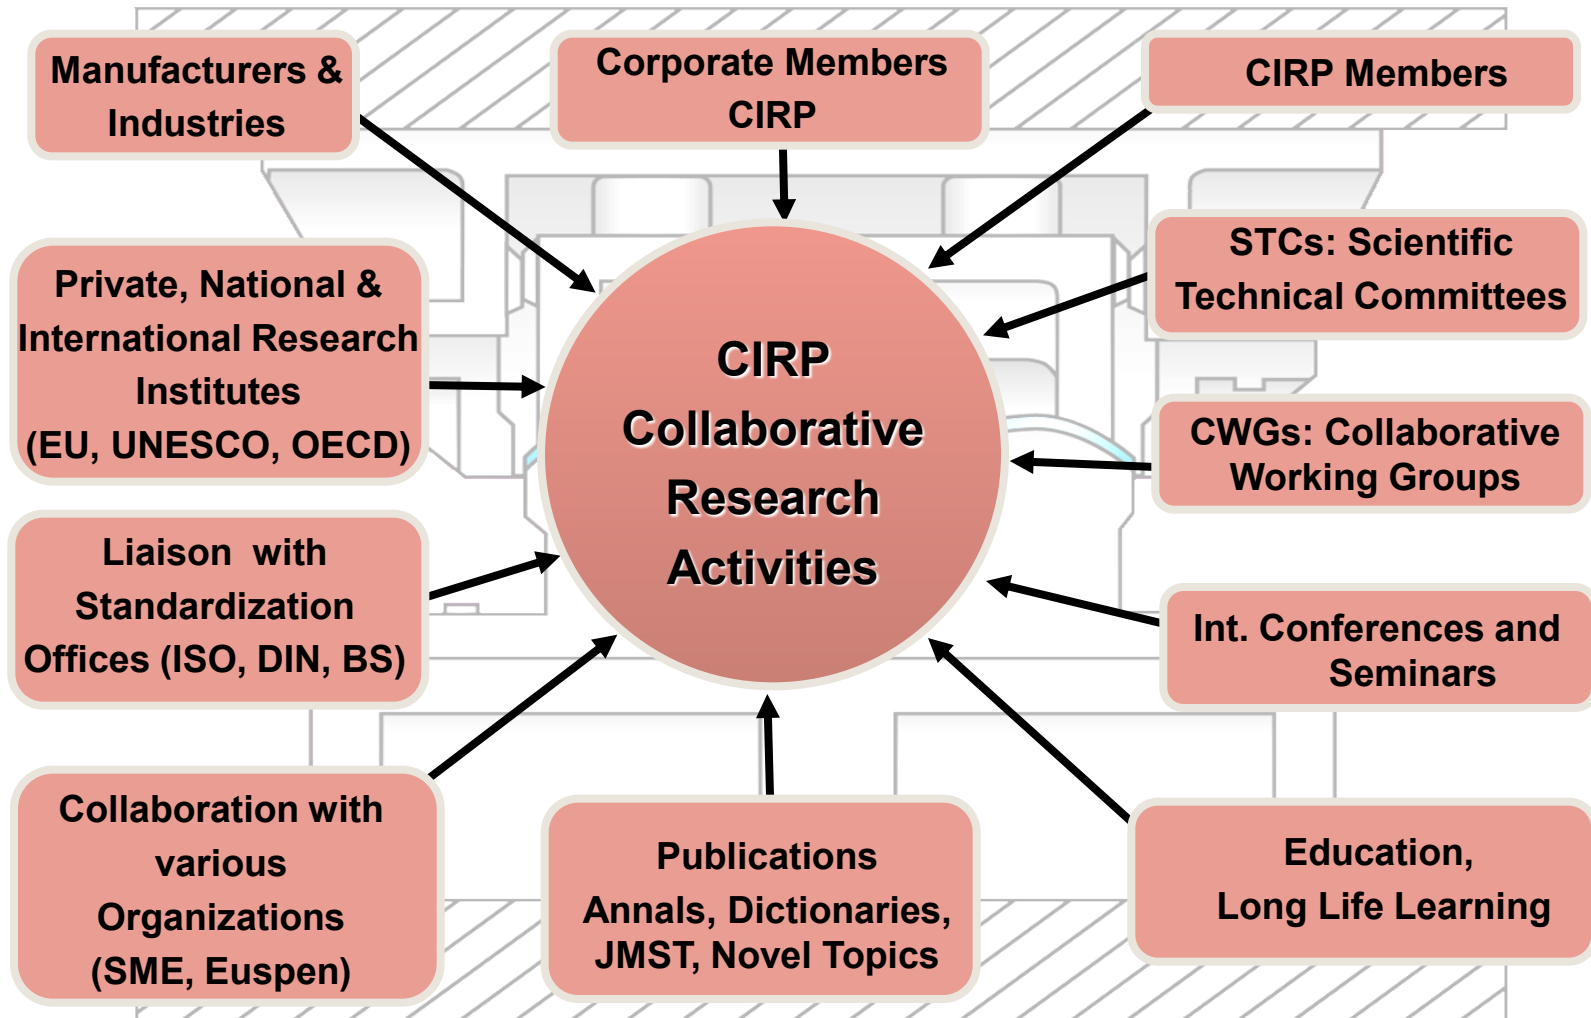 Manufacturers &
Industries
Corporate Members
CIRP
CIRP Members
Private, National &
International Research
Institutes
(EU, UNESCO, OECD)
STCs: Scientific
Technical Committees
CIRP
Collaborative
Research
Activities
CWGs: Collaborative
Working Groups
Liaison with
Standardization
Offices (ISO, DIN, BS)
Int. Conferences and
Seminars
Collaboration with
various
Organizations
(SME, Euspen)
Publications
Annals, Dictionaries,
JMST, Novel Topics
Education,
Long Life Learning